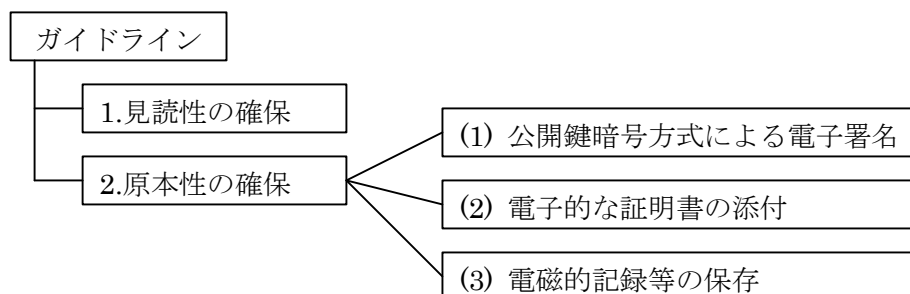 ガイドライン
1.見読性の確保
2.原本性の確保
(1) 公開鍵暗号方式による電子署名
(2) 電子的な証明書の添付
(3) 電磁的記録等の保存